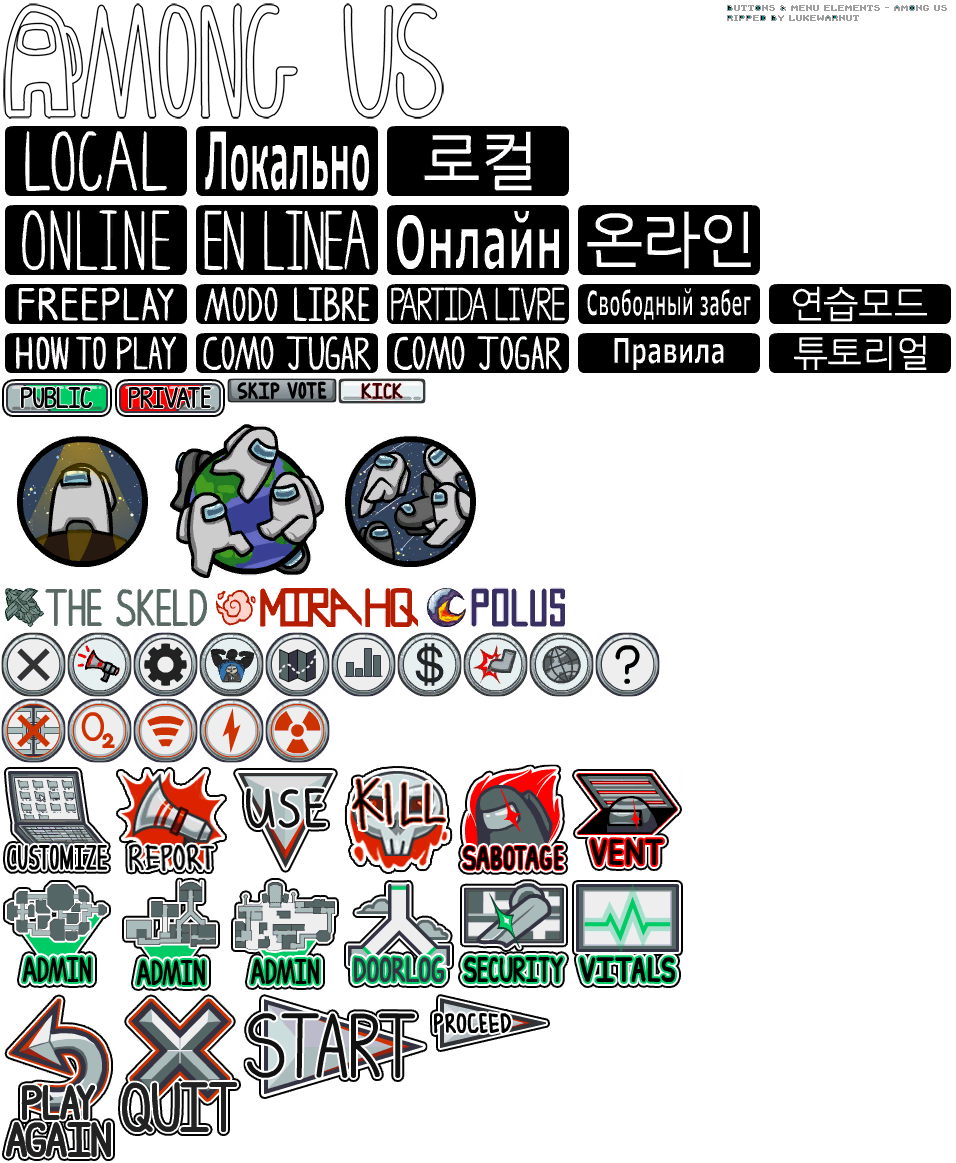 AMONG US
BUTTONS & MENU ELEMENTS - AMONG US
RIPPED BY LUKEWARNUT
LOCAL Локально 로컬
ONLINE EN LINEA Онлайн 온라인
FREEPLAY MODO LIBRE PARTIDA LIVRE Свободный забег 연습모드
HOW TO PLAY COMO JUGAR COMO JOGAR Правила 튜토리얼
PUBLIC PRIVATE SKIP VOTE KICK
THE SKELD MIRA HQ POLUS
$ ?
O2
CUSTOMIZE REPORT USE KILL SABOTAGE VENT
ADMIN ADMIN ADMIN DOORLOG SECURITY VITALS
PLAY
AGAIN
QUIT
START
PROCEED